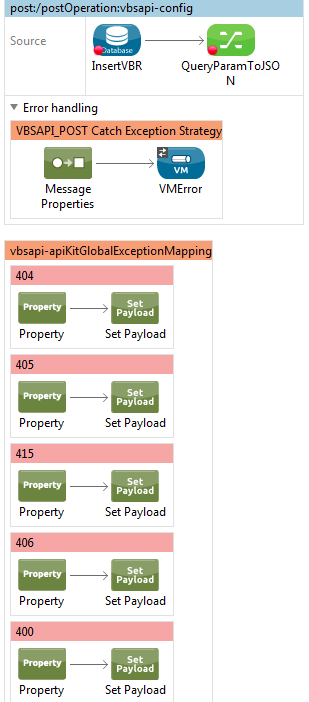 post:/postOperation:vbsapi-config
Source
Database
InsertVBR
QueryParamToJSON
Error handling
VBSAPI_POST Catch Exception Strategy
VM
Message
Properties
VMError
vbsapi-apiKitGlobalExceptionMapping
404
Property
Set
Payload
Property
Set Payload
405
Property
Set
Payload
Property
Set Payload
415
Property
Set
Payload
Property
Set Payload
406
Property
Set
Payload
Property
Set Payload
400
Property
Set
Payload
Property
Set Payload